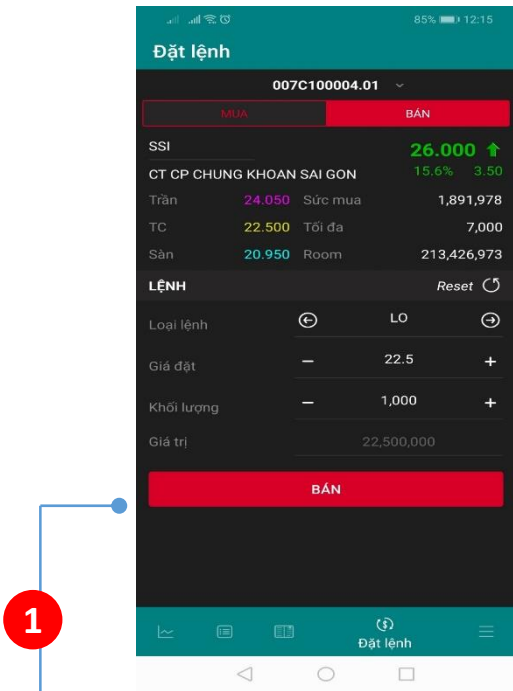 85% 12:15
Đặt lệnh
007C100004.01
MUA BÁN
SSI 26.000
CT CP CHUNG KHOAN SAI GON 15.6% 3.50
Trần 24.050 Sức mua 1,891,978
TC 22.500 Tối đa 7,000
Sàn 20.950 Room 213,426,973
LỆNH Reset
Loại lệnh LO
Giá đặt − 22.5 +
Khối lượng − 1,000 +
Giá trị 22,500,000
BÁN
1
Đặt lệnh